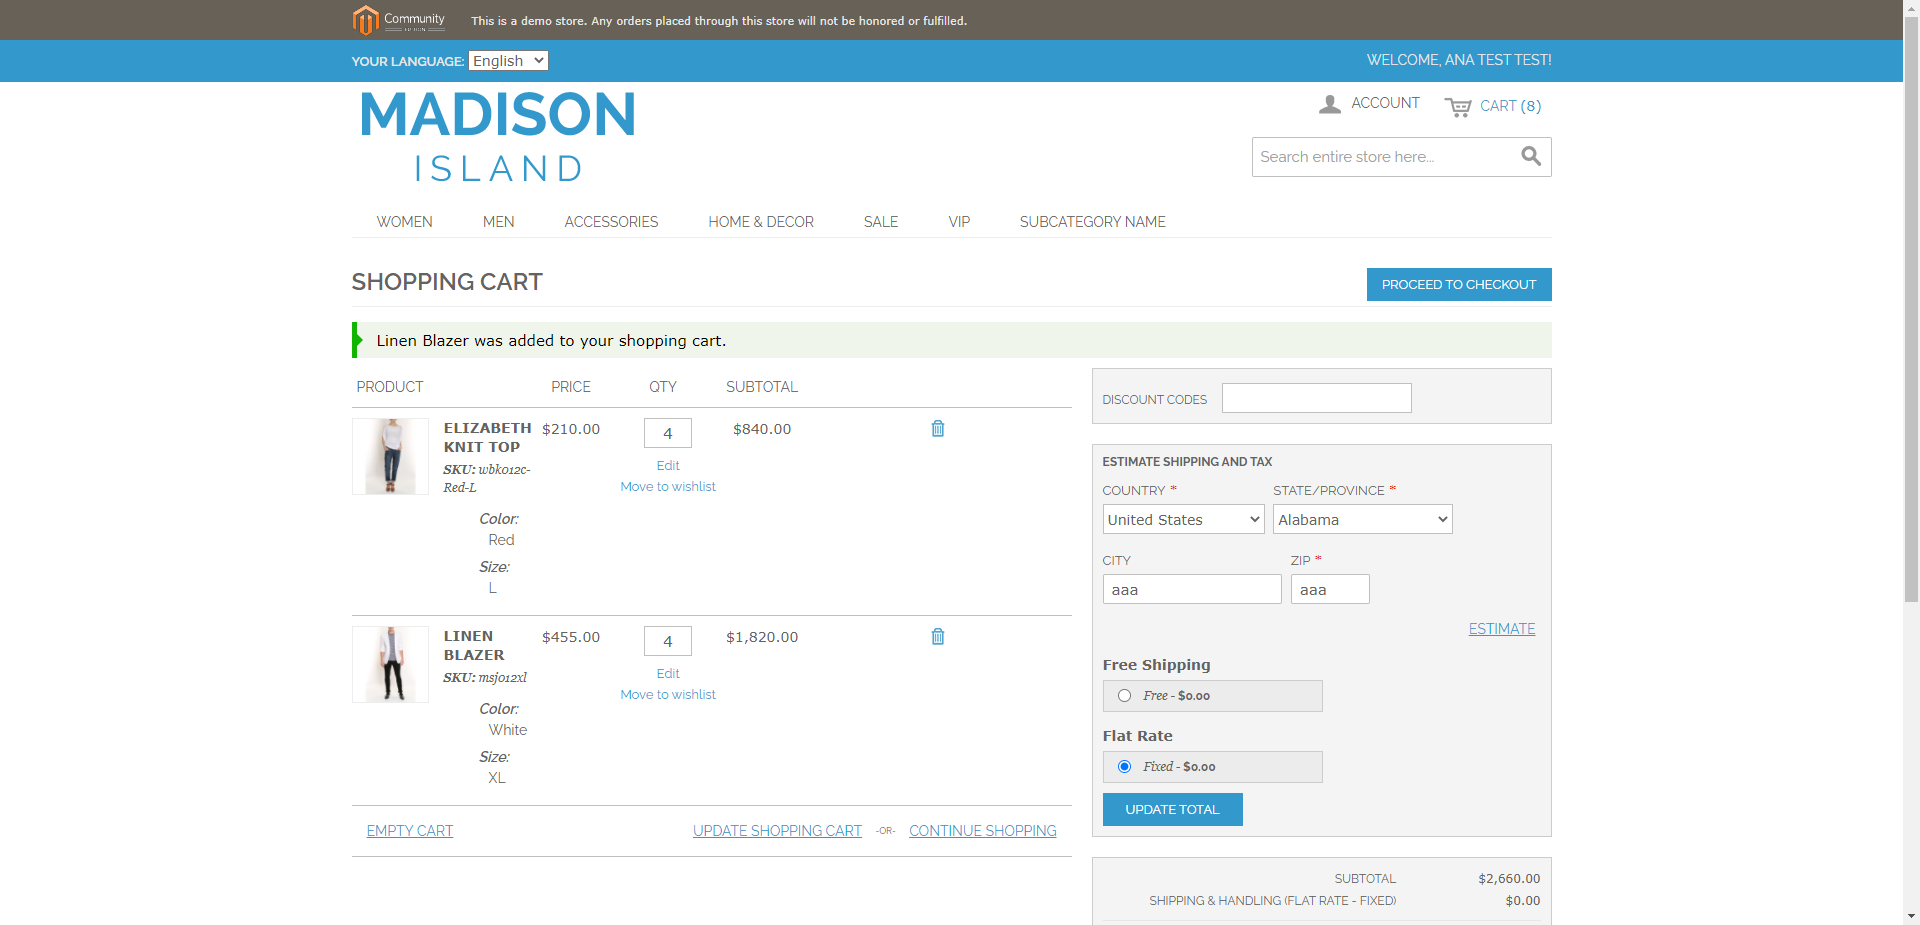 Community
This is a demo store. Any orders placed through this store will not be honored or fulfilled.
YOUR LANGUAGE: English
WELCOME, ANA TEST TEST!
MADISON
ISLAND
ACCOUNT
CART (8)
Search entire store here...
WOMEN MEN ACCESSORIES HOME & DECOR SALE VIP SUBCATEGORY NAME
SHOPPING CART
PROCEED TO CHECKOUT
Linen Blazer was added to your shopping cart.
PRODUCT PRICE QTY SUBTOTAL
ELIZABETH $210.00 4 $840.00
KNIT TOP
SKU: wbk012c-
Red-L
Edit
Move to wishlist
Color:
Red
Size:
L
LINEN $455.00 4 $1,820.00
BLAZER
SKU: msj012xl
Edit
Move to wishlist
Color:
White
Size:
XL
EMPTY CART UPDATE SHOPPING CART -OR- CONTINUE SHOPPING
DISCOUNT CODES
ESTIMATE SHIPPING AND TAX
COUNTRY * STATE/PROVINCE *
United States Alabama
CITY ZIP *
aaa aaa
ESTIMATE
Free Shipping
Free - $0.00
Flat Rate
Fixed - $0.00
UPDATE TOTAL
SUBTOTAL $2,660.00
SHIPPING & HANDLING (FLAT RATE - FIXED) $0.00